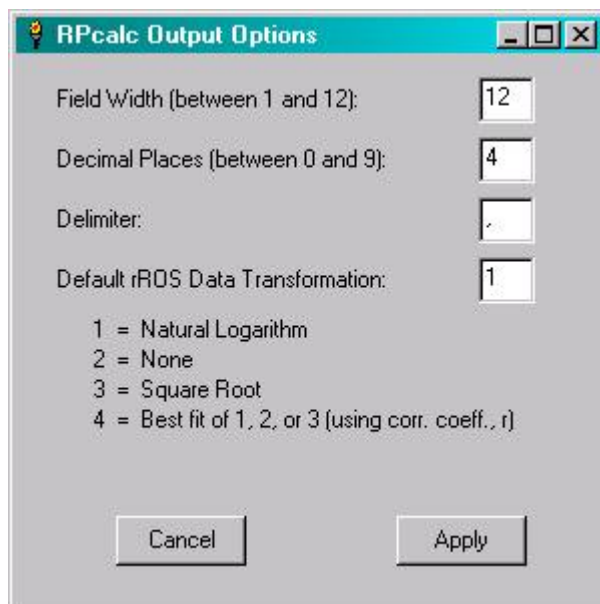 RPcalc Output Options
Field Width (between 1 and 12): 12
Decimal Places (between 0 and 9): 4
Delimiter: ,
Default rROS Data Transformation: 1
1 = Natural Logarithm
2 = None
3 = Square Root
4 = Best fit of 1, 2, or 3 (using corr. coeff., r)
Cancel Apply